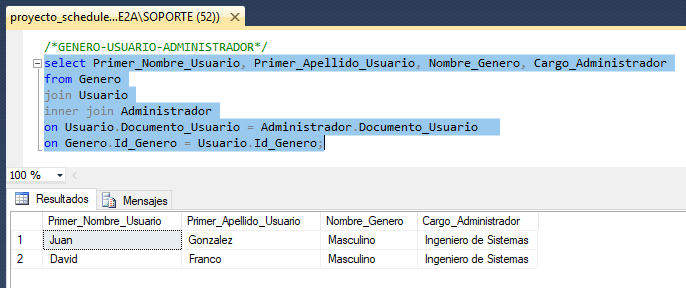 proyecto_schedule...E2A\SOPORTE (52))
/*GENERO-USUARIO-ADMINISTRADOR*/
select Primer_Nombre_Usuario, Primer_Apellido_Usuario, Nombre_Genero, Cargo_Administrador
from Genero
join Usuario
inner join Administrador
on Usuario.Documento_Usuario = Administrador.Documento_Usuario
on Genero.Id_Genero = Usuario.Id_Genero;
100 %
Resultados Mensajes
Primer_Nombre_Usuario Primer_Apellido_Usuario Nombre_Genero Cargo_Administrador
1 Juan Gonzalez Masculino Ingeniero de Sistemas
2 David Franco Masculino Ingeniero de Sistemas